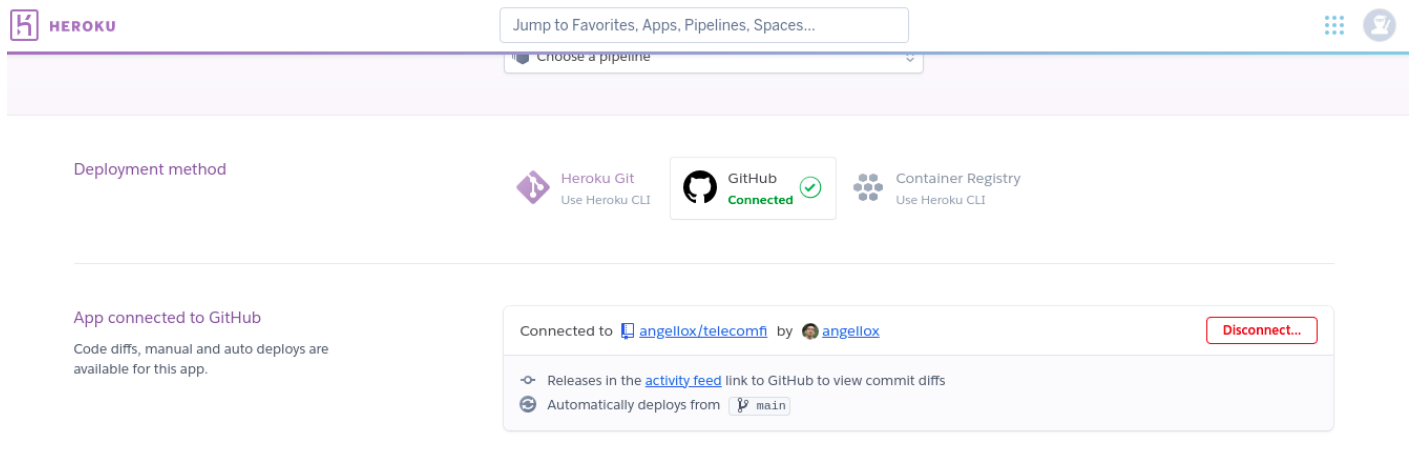 HEROKU
Jump to Favorites, Apps, Pipelines, Spaces...
Choose a pipeline
Deployment method
Heroku Git
Use Heroku CLI
GitHub
Connected
Container Registry
Use Heroku CLI
App connected to GitHub
Code diffs, manual and auto deploys are
available for this app.
Connected to angellox/telecomfi by angellox
Disconnect...
Releases in the activity feed link to GitHub to view commit diffs
Automatically deploys from main